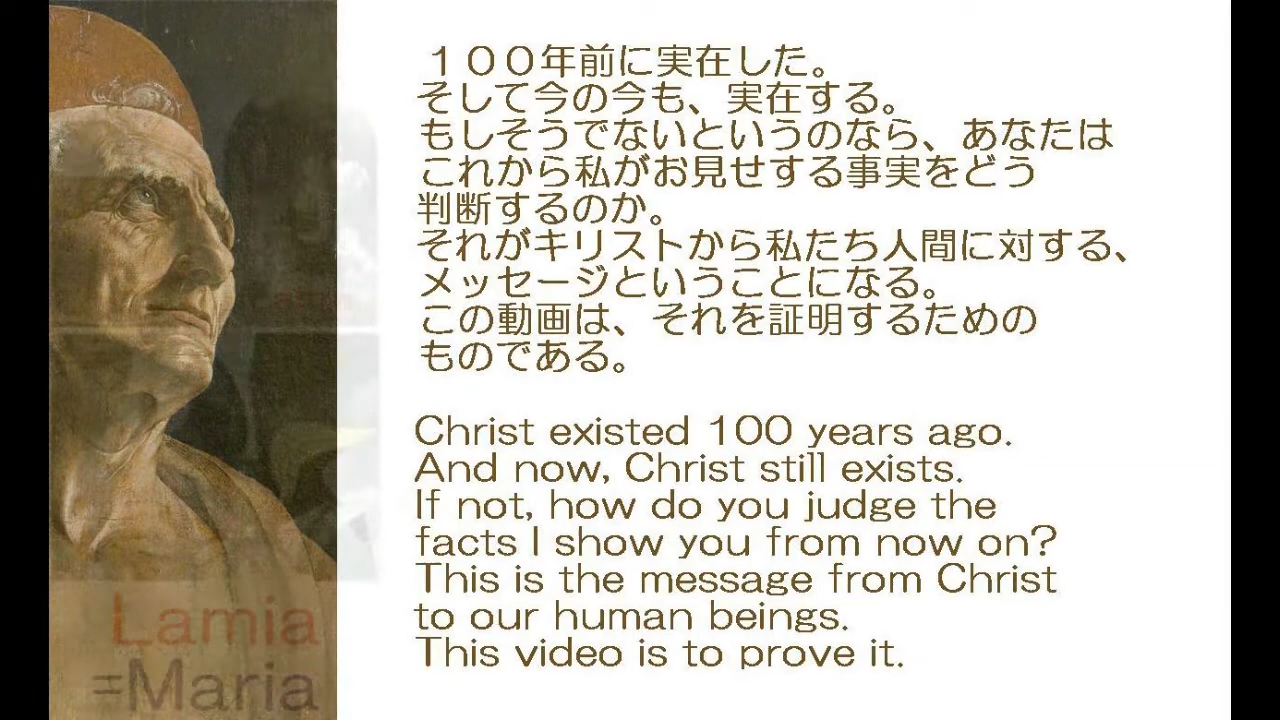 １００年前に実在した。
そして今の今も、実在する。
もしそうでないというのなら、あなたは
これから私がお見せする事実をどう
判断するのか。
それがキリストから私たち人間に対する、
メッセージということになる。
この動画は、それを証明するための
ものである。
Christ existed 100 years ago.
And now, Christ still exists.
If not, how do you judge the
facts I show you from now on?
This is the message from Christ
to our human beings.
This video is to prove it.
Lamia
=Maria